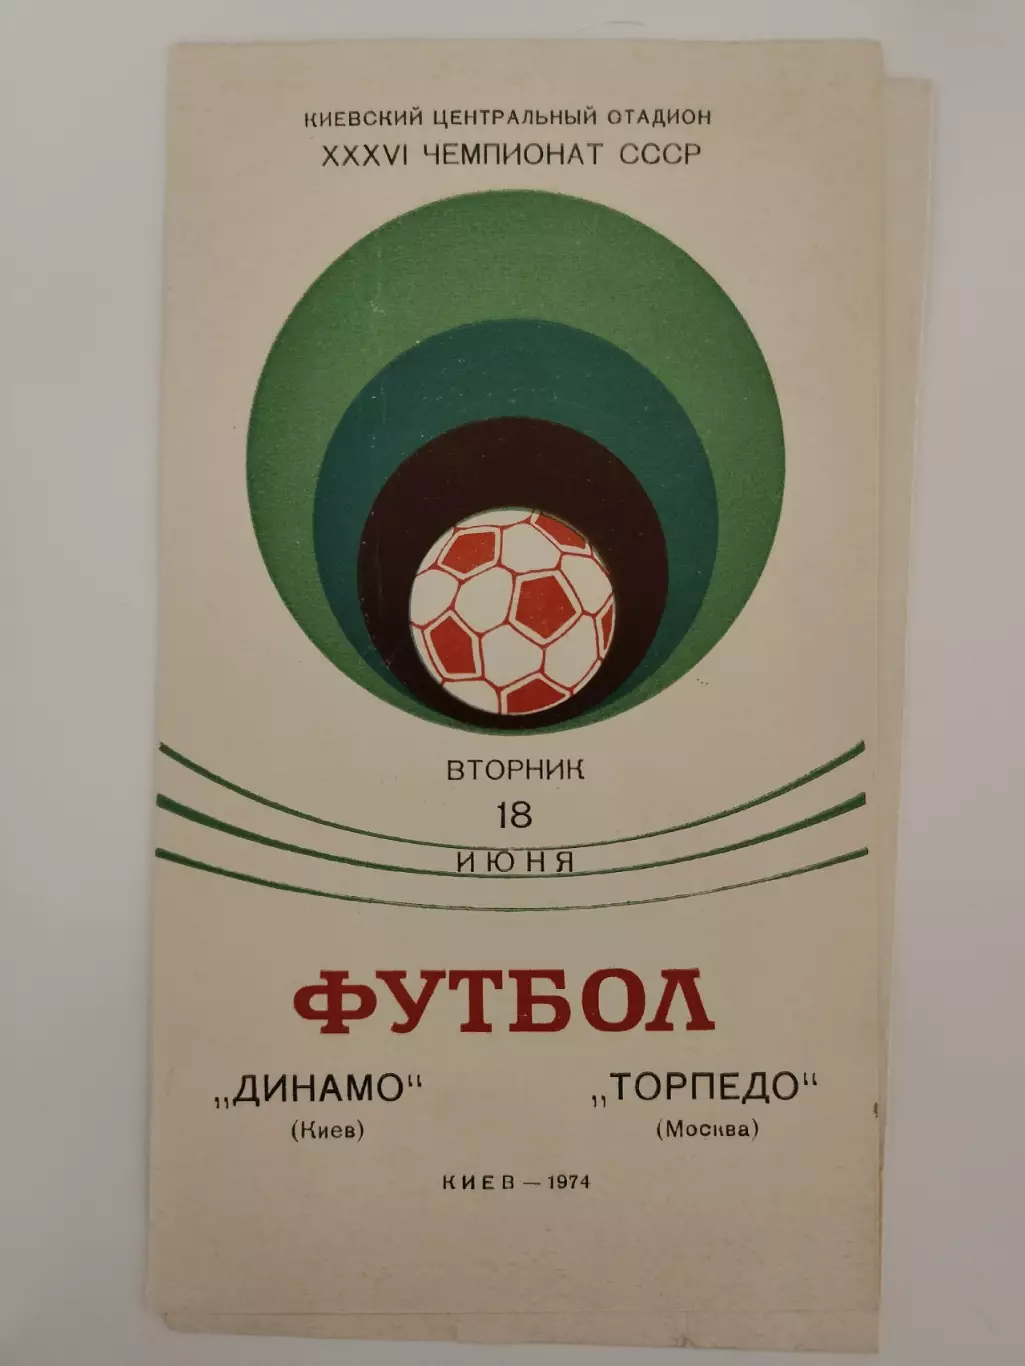 КИЕВСКИЙ ЦЕНТРАЛЬНЫЙ СТАДИОН
XXXVI ЧЕМПИОНАТ СССР
ВТОРНИК
18
ИЮНЯ
ФУТБОЛ
„ДИНАМО“ „ТОРПЕДО“
(Киев) (Москва)
КИЕВ — 1974